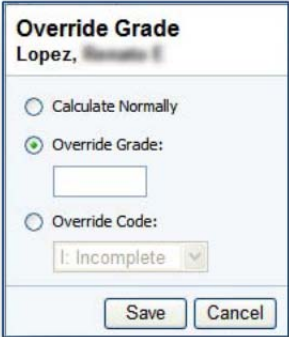 Override Grade
Lopez,
Calculate Normally
Override Grade:
Override Code:
I: Incomplete
Save Cancel